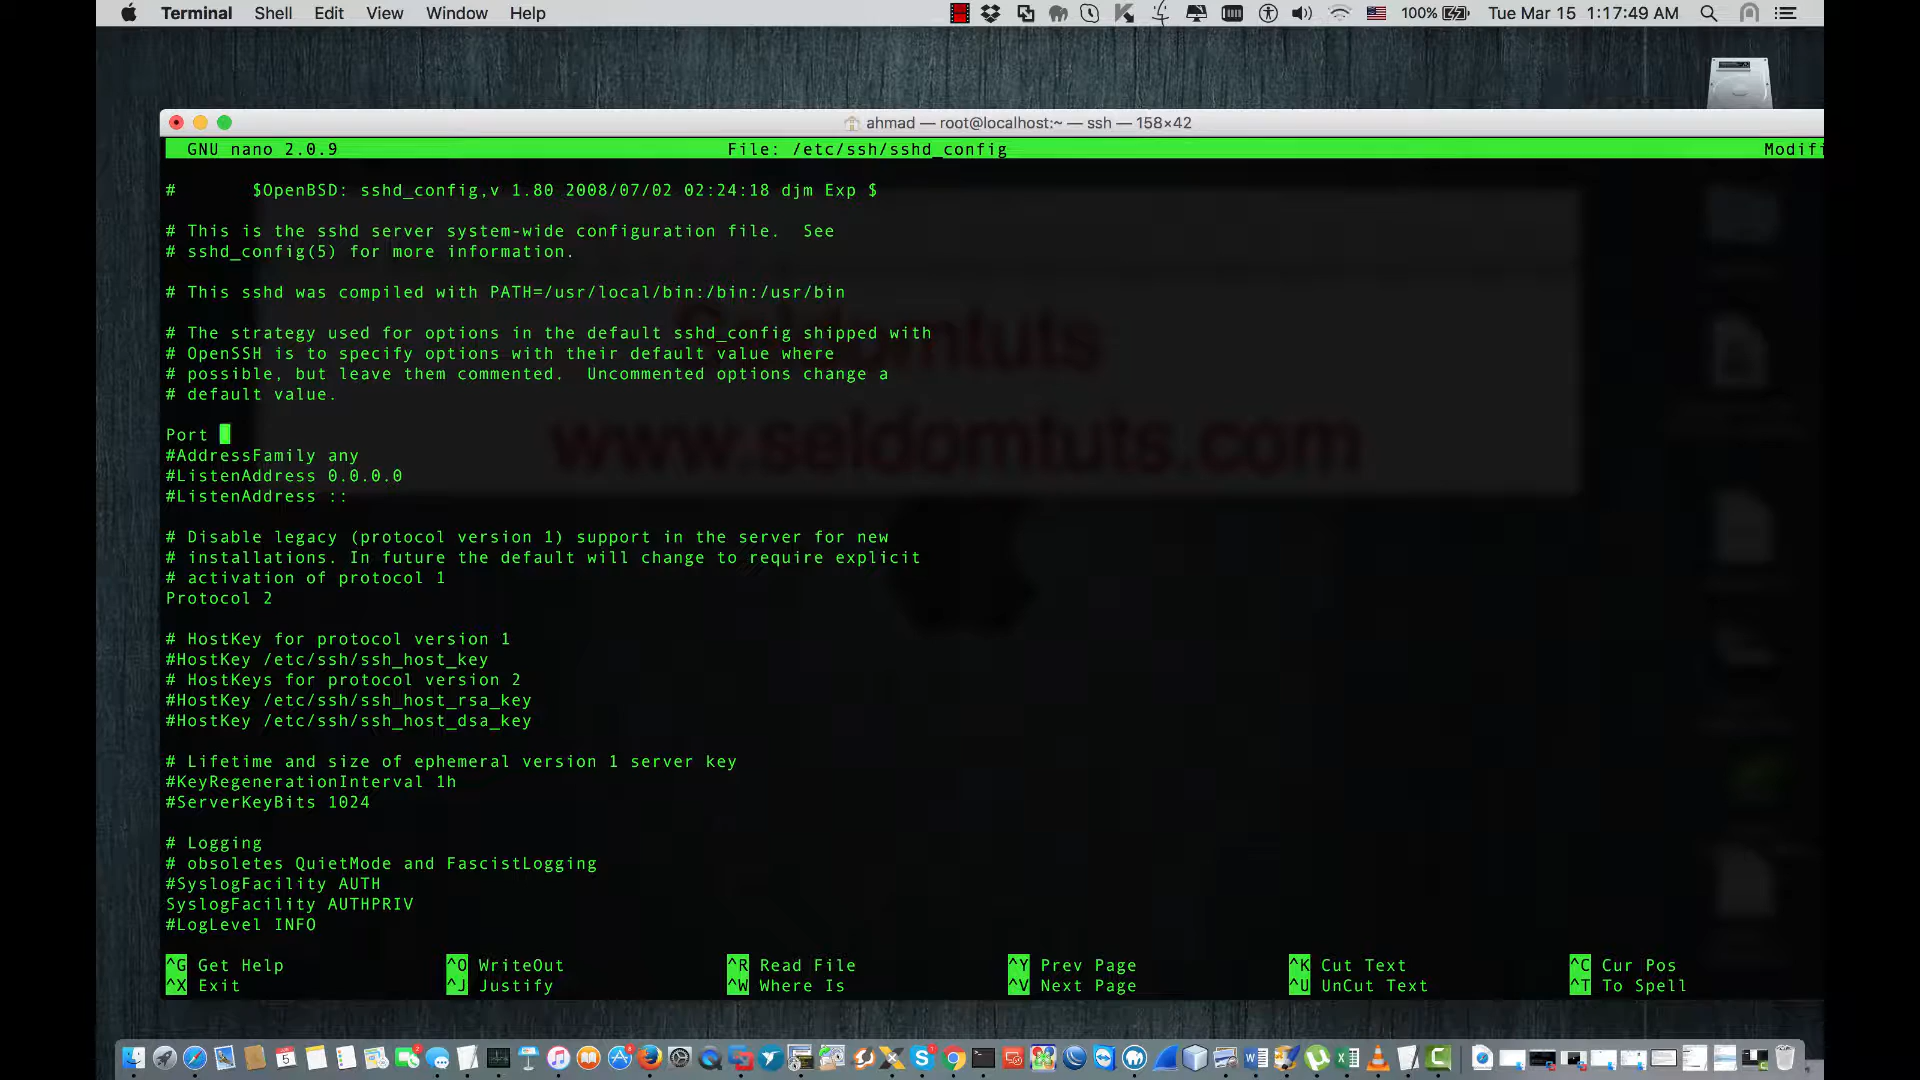 Terminal Shell Edit View Window Help 100% Tue Mar 15 1:17:49 AM
ahmad — root@localhost:~ — ssh — 158×42
GNU nano 2.0.9 File: /etc/ssh/sshd_config Modifi
# $OpenBSD: sshd_config,v 1.80 2008/07/02 02:24:18 djm Exp $
# This is the sshd server system-wide configuration file. See
# sshd_config(5) for more information.
# This sshd was compiled with PATH=/usr/local/bin:/bin:/usr/bin
# The strategy used for options in the default sshd_config shipped with
# OpenSSH is to specify options with their default value where
# possible, but leave them commented. Uncommented options change a
# default value.
Seldomtuts
www.seldomtuts.com
Port
#AddressFamily any
#ListenAddress 0.0.0.0
#ListenAddress ::
# Disable legacy (protocol version 1) support in the server for new
# installations. In future the default will change to require explicit
# activation of protocol 1
Protocol 2
# HostKey for protocol version 1
#HostKey /etc/ssh/ssh_host_key
# HostKeys for protocol version 2
#HostKey /etc/ssh/ssh_host_rsa_key
#HostKey /etc/ssh/ssh_host_dsa_key
# Lifetime and size of ephemeral version 1 server key
#KeyRegenerationInterval 1h
#ServerKeyBits 1024
# Logging
# obsoletes QuietMode and FascistLogging
#SyslogFacility AUTH
SyslogFacility AUTHPRIV
#LogLevel INFO
^G Get Help ^O WriteOut ^R Read File ^Y Prev Page ^K Cut Text ^C Cur Pos
^X Exit ^J Justify ^W Where Is ^V Next Page ^U UnCut Text ^T To Spell